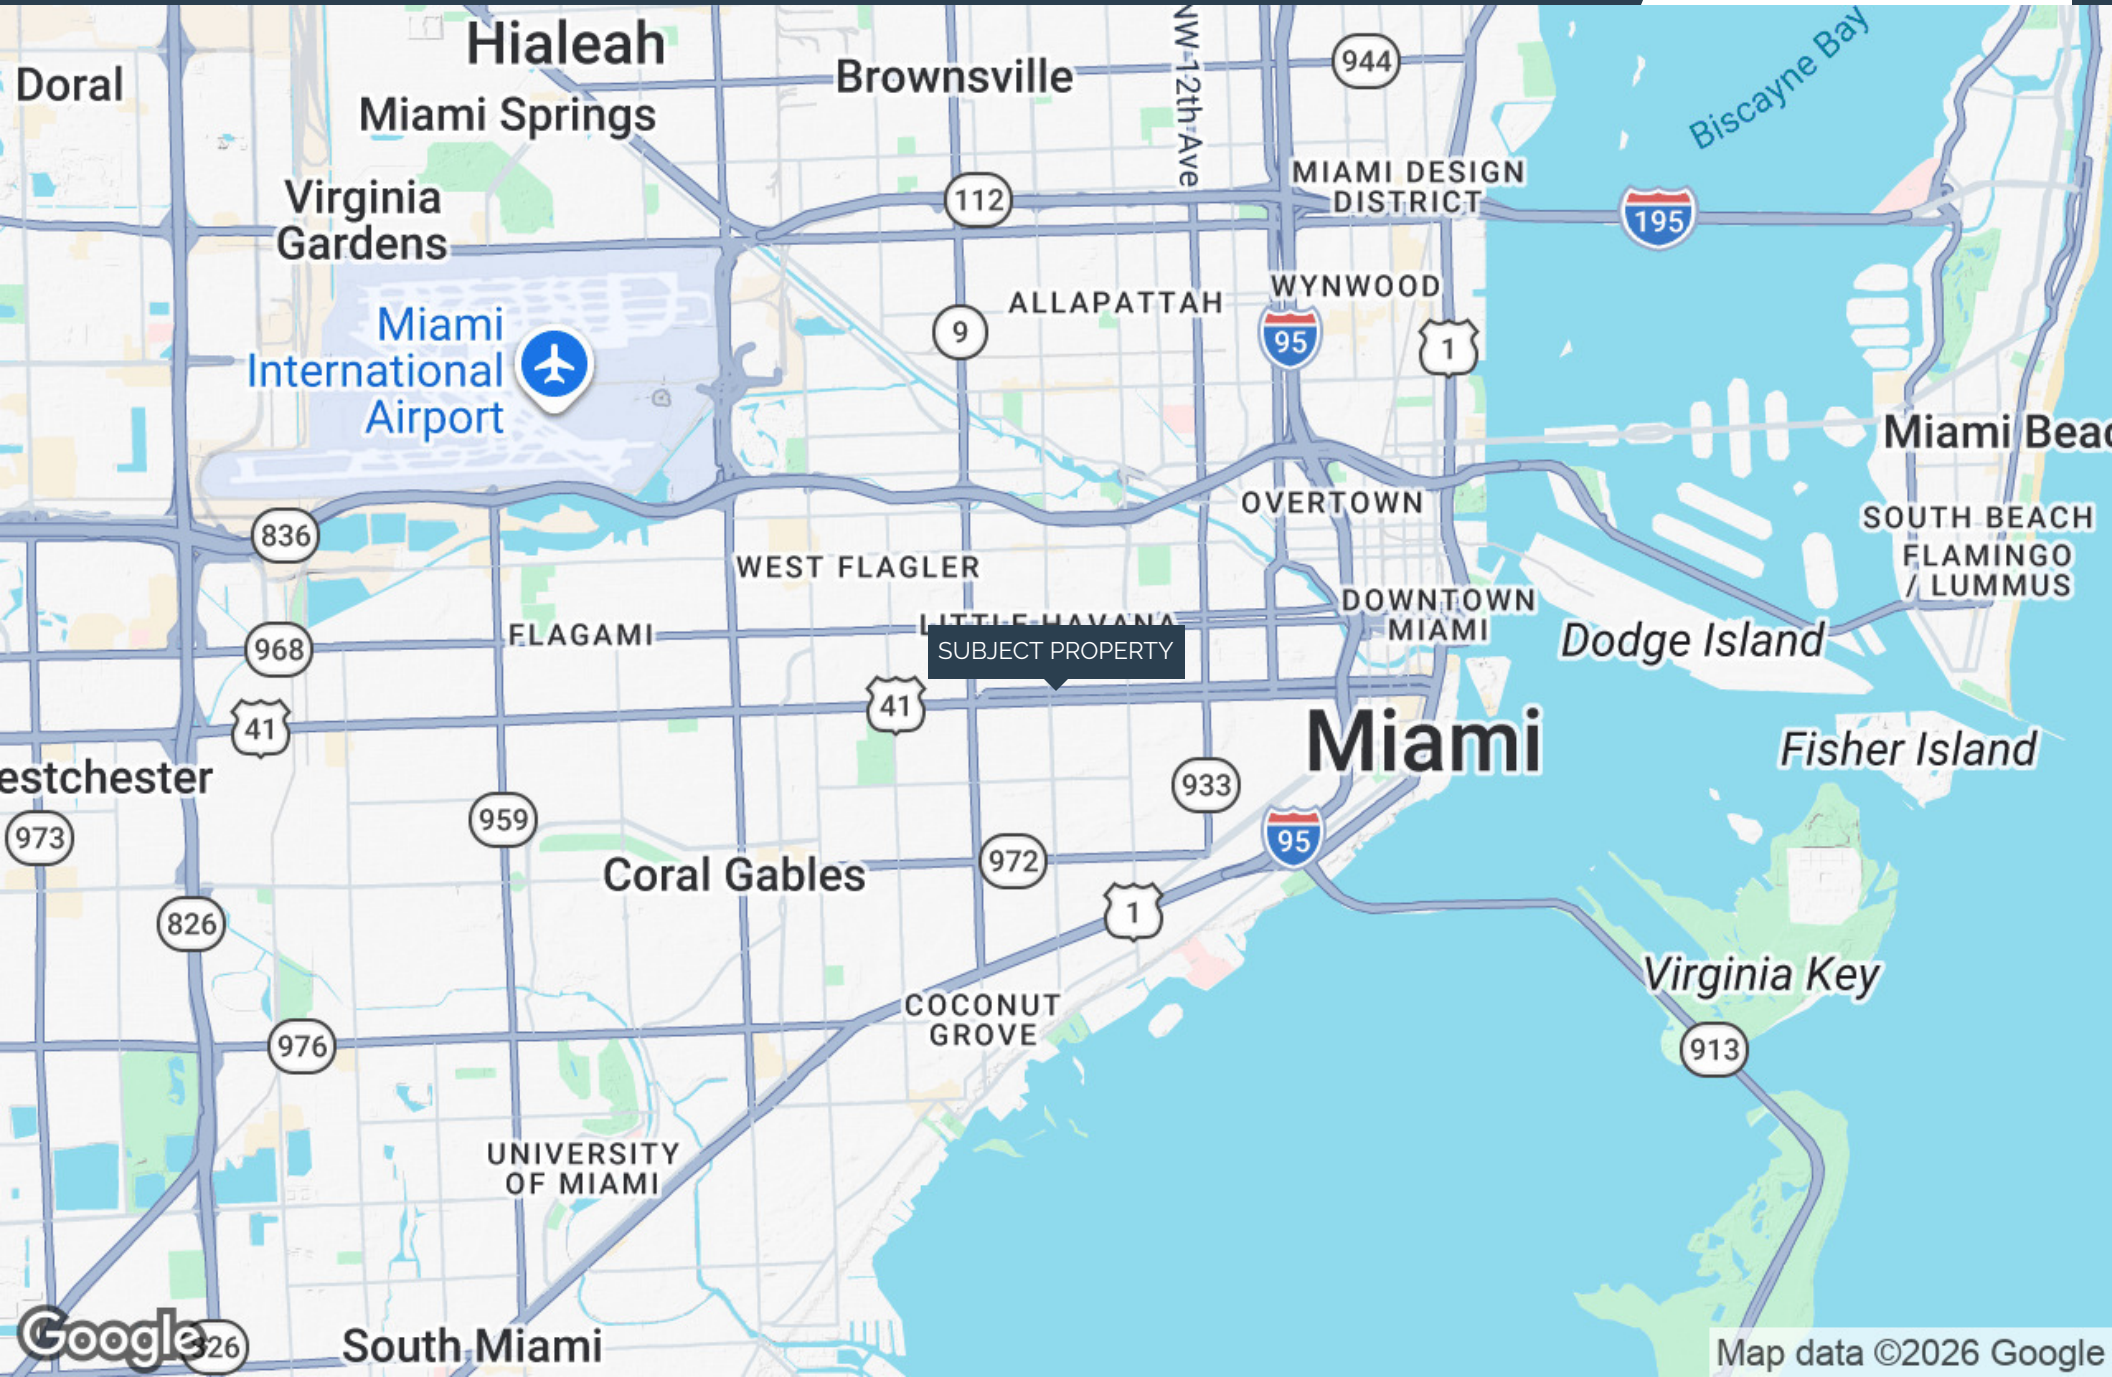 Hialeah
Doral
Brownsville
944
Miami Springs
NW 12th Ave
Biscayne Bay
MIAMI DESIGN
DISTRICT
Virginia
Gardens
112
195
ALLAPATTAH
WYNWOOD
Miami
International
Airport
9
95
1
Miami Beac
836
OVERTOWN
SOUTH BEACH
FLAMINGO
/ LUMMUS
WEST FLAGLER
DOWNTOWN
MIAMI
LITTLE HAVANA
968
FLAGAMI
SUBJECT PROPERTY
Dodge Island
41
41
Miami
Fisher Island
estchester
933
973
959
95
Coral Gables
972
1
826
Virginia Key
COCONUT
GROVE
976
913
UNIVERSITY
OF MIAMI
Google
826
South Miami
Map data ©2026 Google